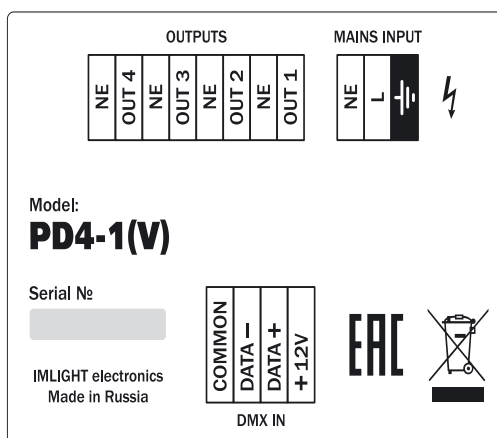 OUTPUTS
NE
OUT 4
NE
OUT 3
NE
OUT 2
NE
OUT 1
MAINS INPUT
NE
L
Model:
PD4-1(V)
Serial №
IMLIGHT electronics
Made in Russia
COMMON
DATA –
DATA +
+ 12V
DMX IN
EAC